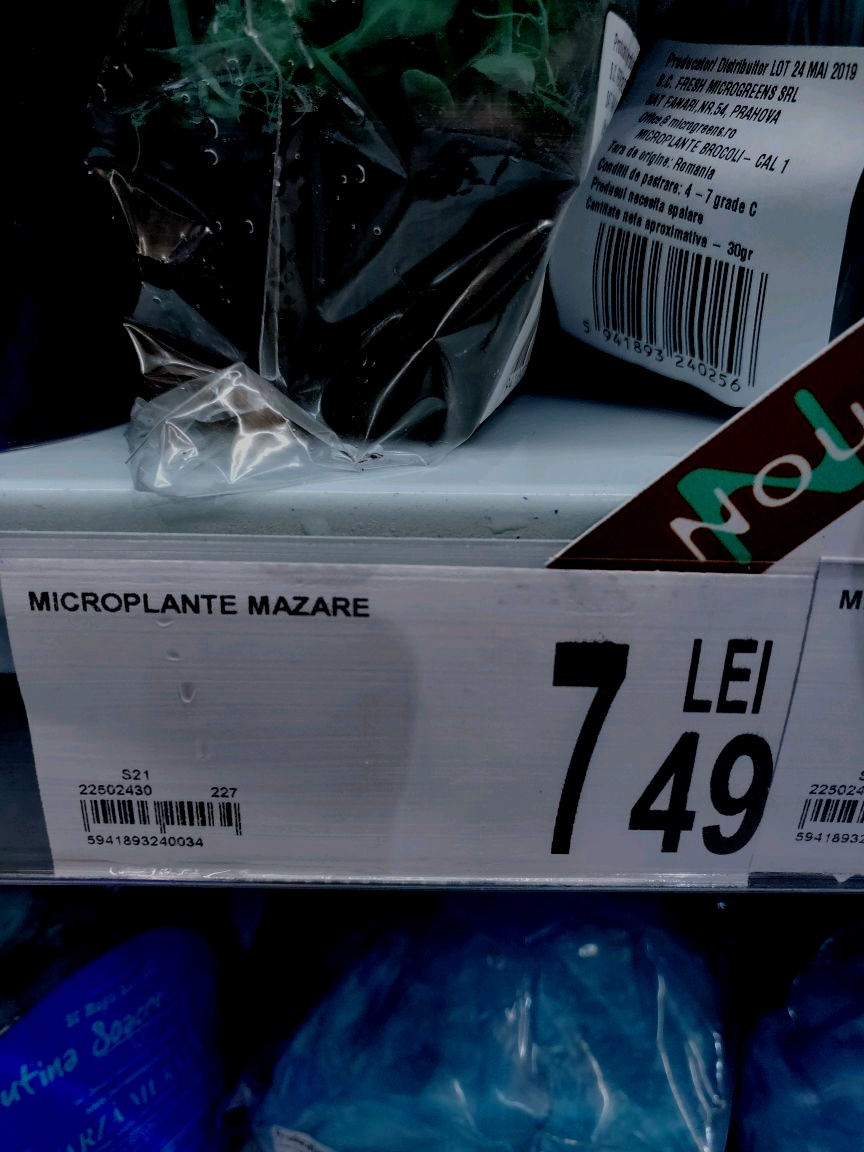 Producator/ Distribuitor LOT 24 MAI 2019
S.C. FRESH MICROGREENS SRL
SAT FANARI, NR.54, PRAHOVA
Office@microgreens.ro
MICROPLANTE BROCOLI - CAL 1
Tara de origine: Romania
Conditii de pastrare: 4 - 7 grade C
Produsul necesita spalare
Cantitate neta aproximativa - 30gr
5 941893 240256
NOU
MICROPLANTE MAZARE
7 LEI
49
S21
22502430 227
5941893240034
M